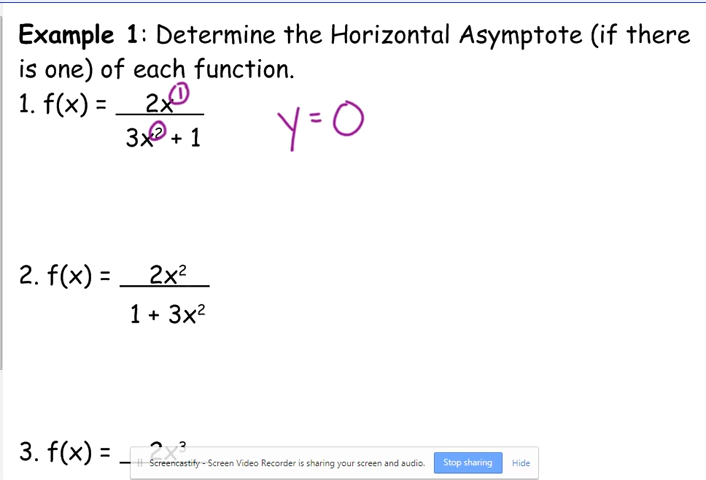 Example 1: Determine the Horizontal Asymptote (if there
is one) of each function.
1. f(x) = 2x^1
3x² + 1
y=0
2. f(x) = 2x²
1 + 3x²
3. f(x) = 2x³
Screencastify - Screen Video Recorder is sharing your screen and audio. Stop sharing Hide